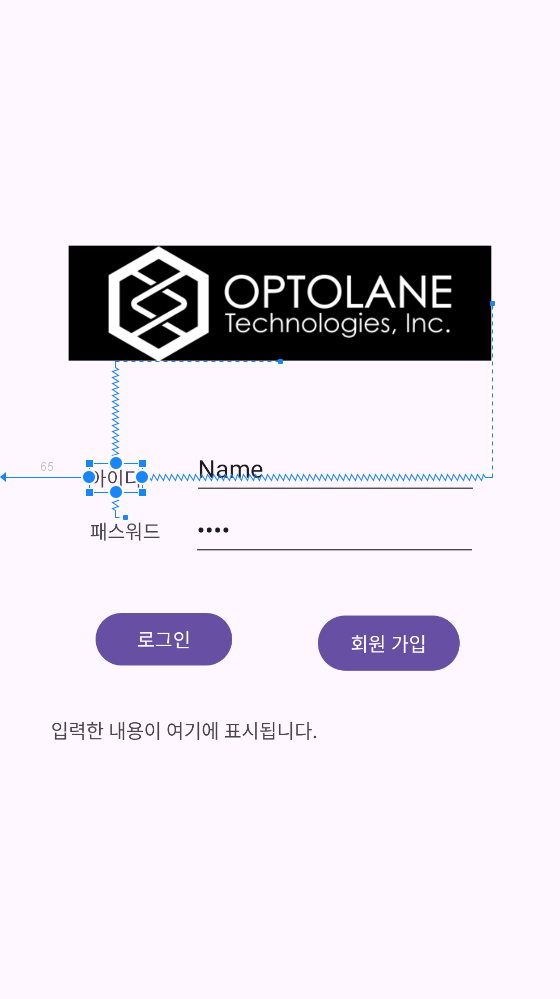 OPTOLANE
Technologies, Inc.
65
아이디
Name
패스워드
••••
로그인
회원 가입
입력한 내용이 여기에 표시됩니다.